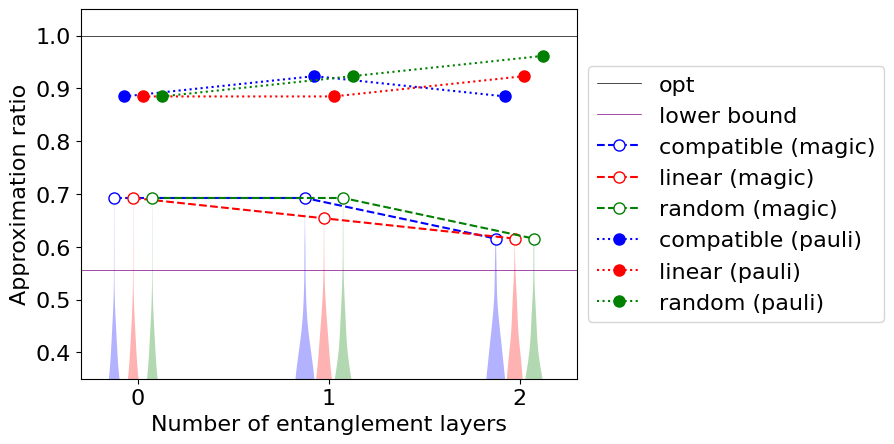 1.0
0.9
0.8
0.7
0.6
0.5
0.4
Approximation ratio
0 1 2
Number of entanglement layers
opt
lower bound
compatible (magic)
linear (magic)
random (magic)
compatible (pauli)
linear (pauli)
random (pauli)